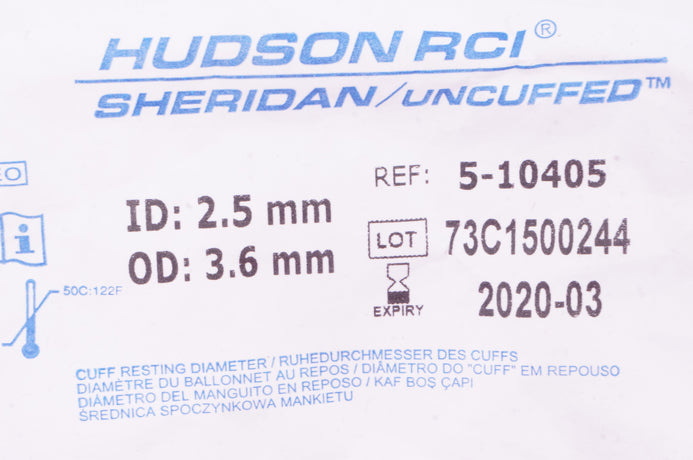 HUDSON RCI®
SHERIDAN/UNCUFFED™
EO
REF: 5-10405
ID: 2.5 mm
OD: 3.6 mm
LOT 73C1500244
EXPIRY 2020-03
i
50C:122F
CUFF RESTING DIAMETER / RUHEDURCHMESSER DES CUFFS
DIAMÈTRE DU BALLONNET AU REPOS / DIÂMETRO DO "CUFF" EM REPOUSO
DIÁMETRO DEL MANGUITO EN REPOSO / KAF BOŞ ÇAPI
ŚREDNICA SPOCZYNKOWA MANKIETU